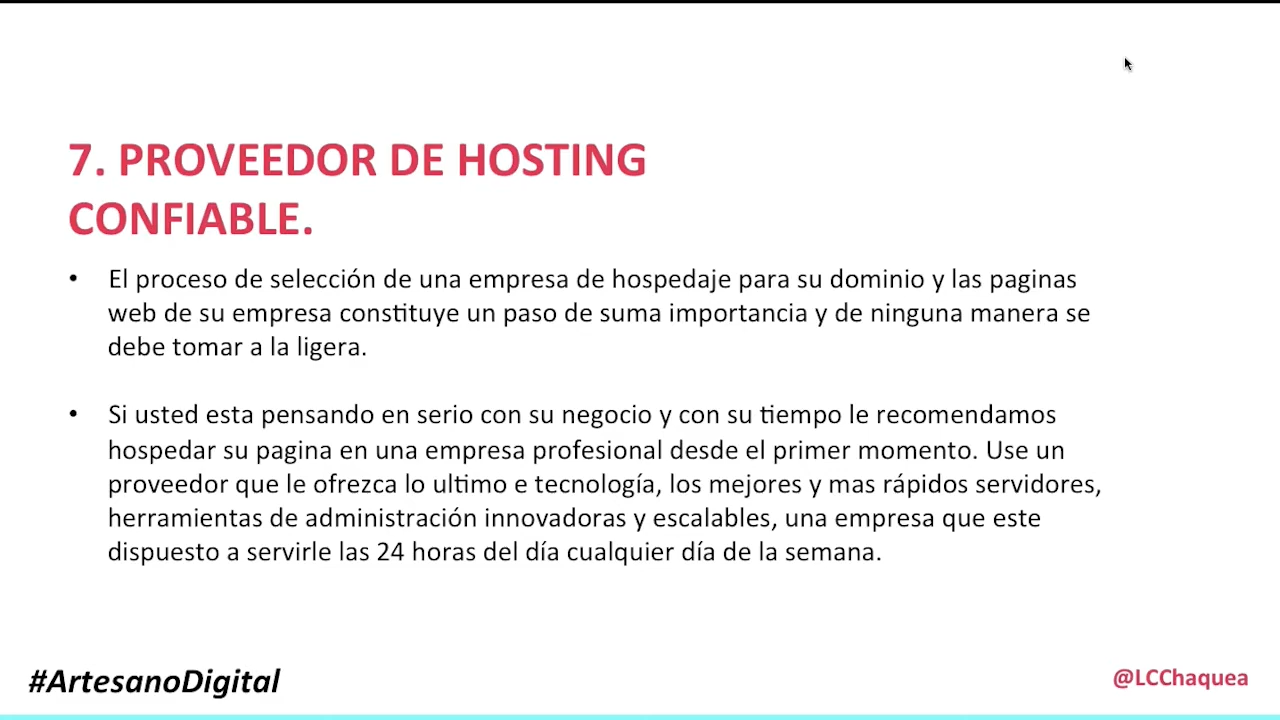 7. PROVEEDOR DE HOSTING
CONFIABLE.
• El proceso de selección de una empresa de hospedaje para su dominio y las paginas
web de su empresa constituye un paso de suma importancia y de ninguna manera se
debe tomar a la ligera.
• Si usted esta pensando en serio con su negocio y con su tiempo le recomendamos
hospedar su pagina en una empresa profesional desde el primer momento. Use un
proveedor que le ofrezca lo ultimo e tecnología, los mejores y mas rápidos servidores,
herramientas de administración innovadoras y escalables, una empresa que este
dispuesto a servirle las 24 horas del día cualquier día de la semana.
#ArtesanoDigital
@LCChaquea